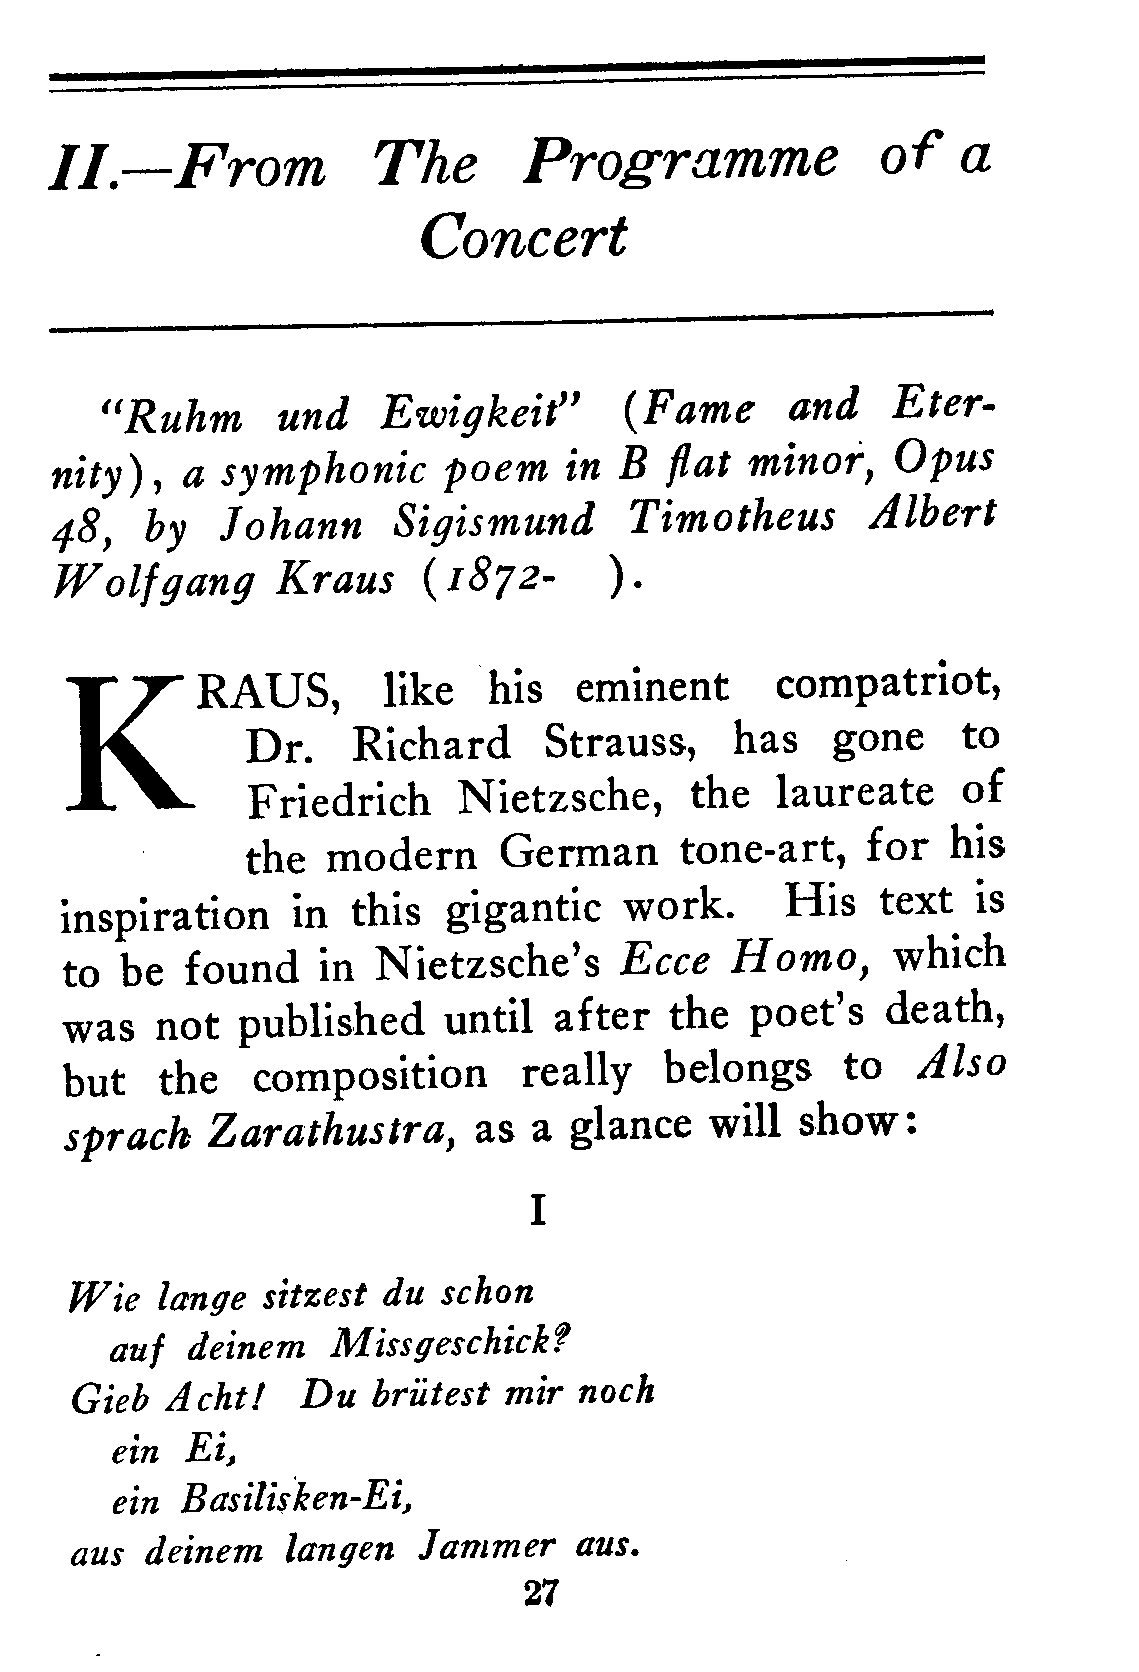 II.—From The Programme of a
Concert
"Ruhm und Ewigkeit" (Fame and Eter-
nity), a symphonic poem in B flat minor, Opus
48, by Johann Sigismund Timotheus Albert
Wolfgang Kraus (1872- ).
KRAUS, like his eminent compatriot,
Dr. Richard Strauss, has gone to
Friedrich Nietzsche, the laureate of
the modern German tone-art, for his
inspiration in this gigantic work. His text is
to be found in Nietzsche's Ecce Homo, which
was not published until after the poet's death,
but the composition really belongs to Also
sprach Zarathustra, as a glance will show:
I
Wie lange sitzest du schon
auf deinem Missgeschick?
Gieb Acht! Du brütest mir noch
ein Ei,
ein Basilisken-Ei,
aus deinem langen Jammer aus.
27